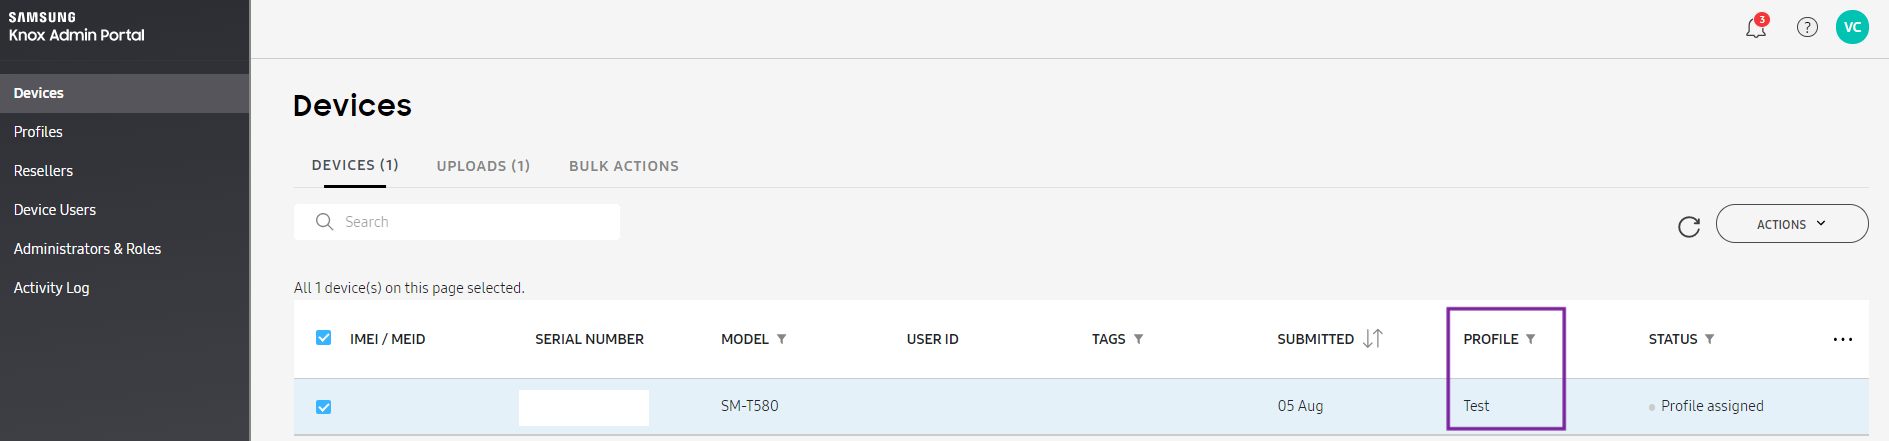 SAMSUNG
Knox Admin Portal
3
?
VC
Devices
Profiles
Resellers
Device Users
Administrators & Roles
Activity Log
Devices
DEVICES (1) UPLOADS (1) BULK ACTIONS
Search
ACTIONS
All 1 device(s) on this page selected.
IMEI / MEID SERIAL NUMBER MODEL USER ID TAGS SUBMITTED PROFILE STATUS ...
SM-T580 05 Aug Test Profile assigned